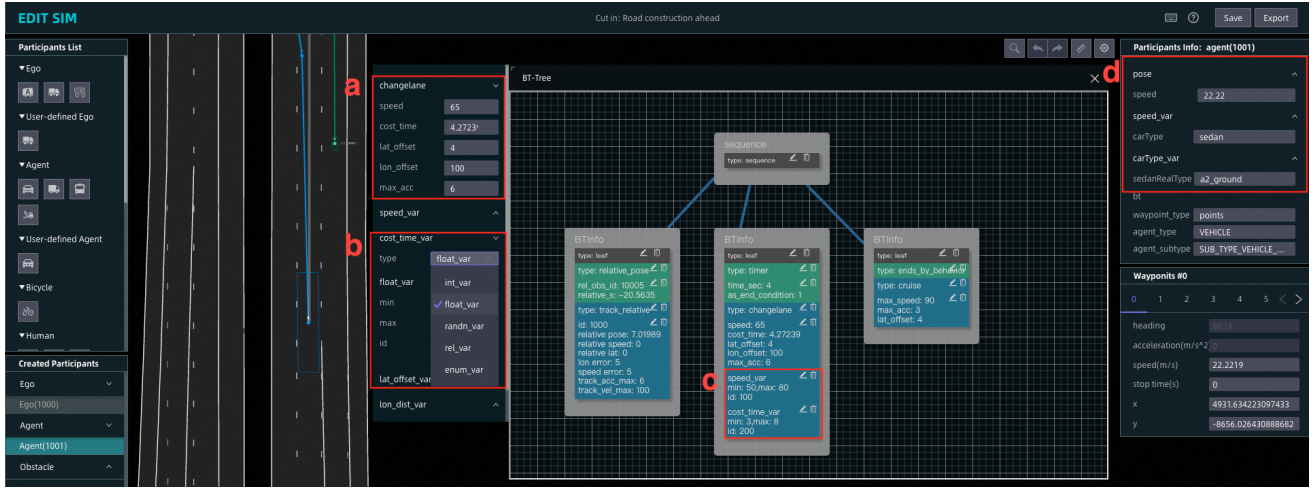 EDIT SIM
Cut in: Road construction ahead
Save
Export
Participants List
▼Ego
▼User-defined Ego
▼Agent
▼User-defined Agent
▼Bicycle
▼Human
Created Participants
Ego
Ego(1000)
Agent
Agent(1001)
Obstacle
a
changelane
speed 65
cost_time 4.2723
lat_offset 4
lon_offset 100
max_acc 6
speed_var
b
cost_time_var
type float_var
float_var int_var
min float_var
max randn_var
id rel_var
enum_var
lat_offset_var
lon_dist_var
BT-Tree
sequence
type: sequence
BTInfo
type: leaf
type: relative_pose
rel_obs_id: 10005
relative_s: -20.5635
type: track_relative
id: 1000
relative pose: 7.01989
relative speed: 0
relative lat: 0
lon error: 5
speed error: 5
track_acc_max: 6
track_vel_max: 100
BTInfo
type: leaf
type: timer
time_sec: 4
as_end_condition: 1
type: changelane
speed: 65
cost_time: 4.27239
lat_offset: 4
lon_offset: 100
max_acc: 6
c
speed_var
min: 50,max: 80
id: 100
cost_time_var
min: 3,max: 8
id: 200
BTInfo
type: leaf
type: ends_by_behavior
type: cruise
max_speed: 90
max_acc: 3
lat_offset: 4
d
Participants Info: agent(1001)
pose
speed 22.22
speed_var
carType sedan
carType_var
sedanRealType a2_ground
bt
waypoint_type points
agent_type VEHICLE
agent_subtype SUB_TYPE_VEHICLE_...
Wayponits #0
0 1 2 3 4 5 < >
heading 90.19
acceleration(m/s^2) 0
speed(m/s) 22.2219
stop time(s) 0
x 4931.634223097433
y -8656.026430888682